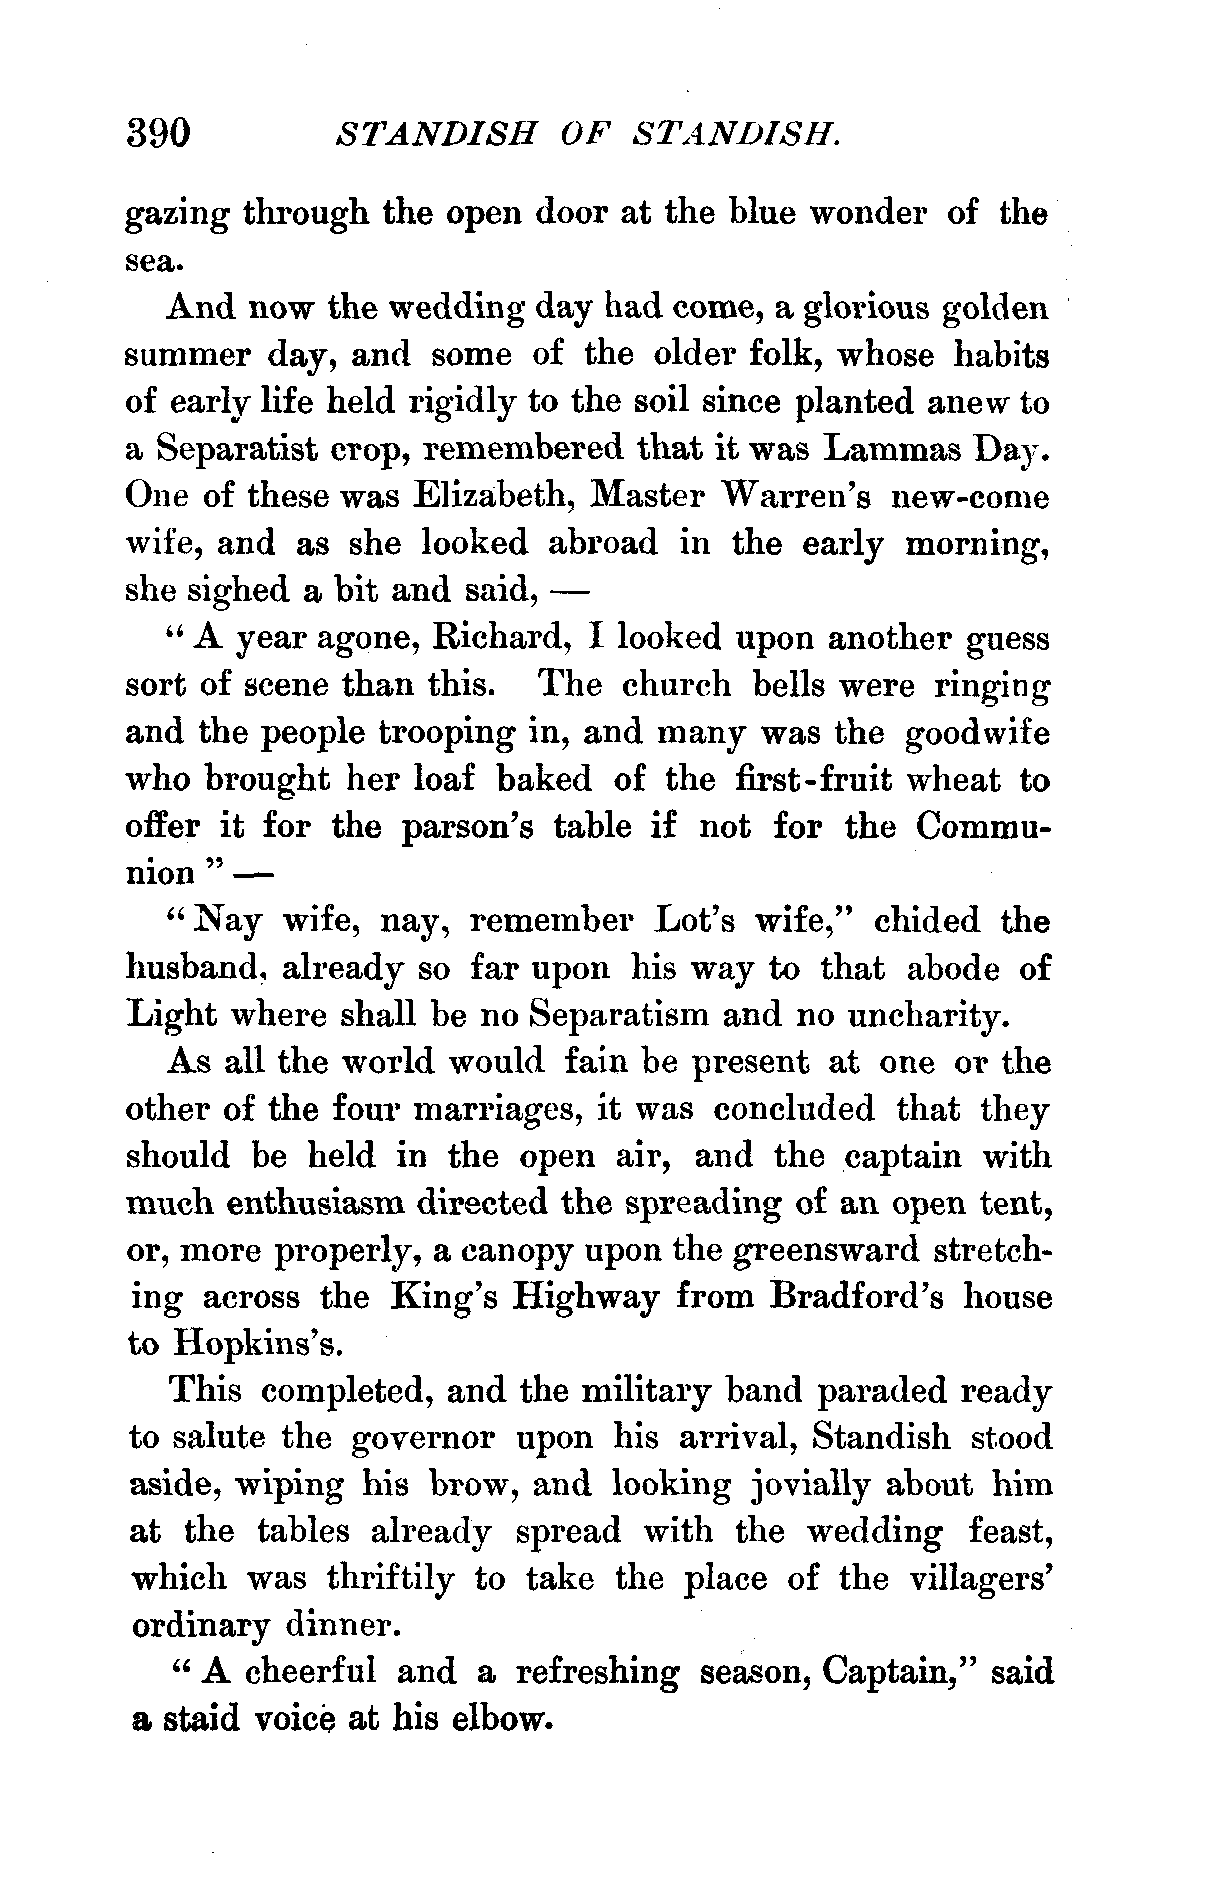 390 STANDISH OF STANDISH.
gazing through the open door at the blue wonder of the
sea.
And now the wedding day had come, a glorious golden
summer day, and some of the older folk, whose habits
of early life held rigidly to the soil since planted anew to
a Separatist crop, remembered that it was Lammas Day.
One of these was Elizabeth, Master Warren's new-come
wife, and as she looked abroad in the early morning,
she sighed a bit and said, —
" A year agone, Richard, I looked upon another guess
sort of scene than this. The church bells were ringing
and the people trooping in, and many was the goodwife
who brought her loaf baked of the first-fruit wheat to
offer it for the parson's table if not for the Commu-
nion " —
" Nay wife, nay, remember Lot's wife," chided the
husband, already so far upon his way to that abode of
Light where shall be no Separatism and no uncharity.
As all the world would fain be present at one or the
other of the four marriages, it was concluded that they
should be held in the open air, and the captain with
much enthusiasm directed the spreading of an open tent,
or, more properly, a canopy upon the greensward stretch-
ing across the King's Highway from Bradford's house
to Hopkins's.
This completed, and the military band paraded ready
to salute the governor upon his arrival, Standish stood
aside, wiping his brow, and looking jovially about him
at the tables already spread with the wedding feast,
which was thriftily to take the place of the villagers'
ordinary dinner.
" A cheerful and a refreshing season, Captain," said
a staid voice at his elbow.